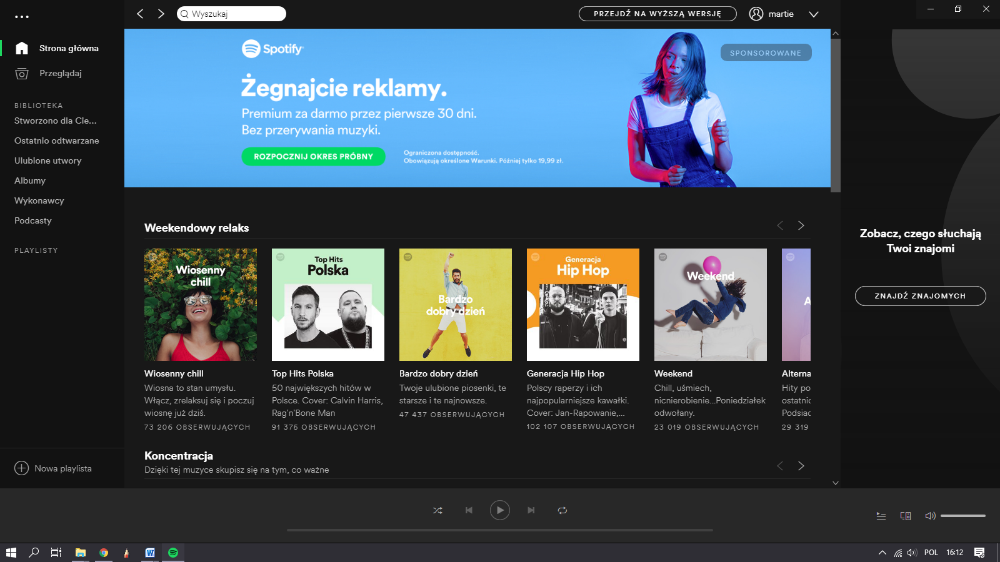 Wyszukaj
PRZEJDŹ NA WYŻSZĄ WERSJĘ
martie
Strona główna
Przeglądaj
BIBLIOTEKA
Stworzono dla Cie...
Ostatnio odtwarzane
Ulubione utwory
Albumy
Wykonawcy
Podcasty
PLAYLISTY
Nowa playlista
Spotify
SPONSOROWANE
Żegnajcie reklamy.
Premium za darmo przez pierwsze 30 dni.
Bez przerywania muzyki.
ROZPOCZNIJ OKRES PRÓBNY
Ograniczona dostępność.
Obowiązują określone Warunki. Później tylko 19,99 zł.
Weekendowy relaks
Wiosenny
chill
Wiosenny chill
Wiosna to stan umysłu.
Włącz, zrelaksuj się i poczuj
wiosnę już dziś.
73 206 OBSERWUJĄCYCH
Top Hits
Polska
Top Hits Polska
50 największych hitów w
Polsce. Cover: Calvin Harris,
Rag'n'Bone Man
91 375 OBSERWUJĄCYCH
Bardzo
dobry dzień
Bardzo dobry dzień
Twoje ulubione piosenki, te
starsze i te najnowsze.
47 437 OBSERWUJĄCYCH
Generacja
Hip Hop
Generacja Hip Hop
Polscy raperzy i ich
najpopularniejsze kawałki.
Cover: Jan-Rapowanie,...
102 107 OBSERWUJĄCYCH
Weekend
Weekend
Chill, uśmiech,
nicnierobienie...Poniedziałek
odwołany.
23 019 OBSERWUJĄCYCH
A
Alterna
Hity po
ostatnic
Podsiac
29 319
Koncentracja
Dzięki tej muzyce skupisz się na tym, co ważne
Zobacz, czego słuchają
Twoi znajomi
ZNAJDŹ ZNAJOMYCH
POL
16:12